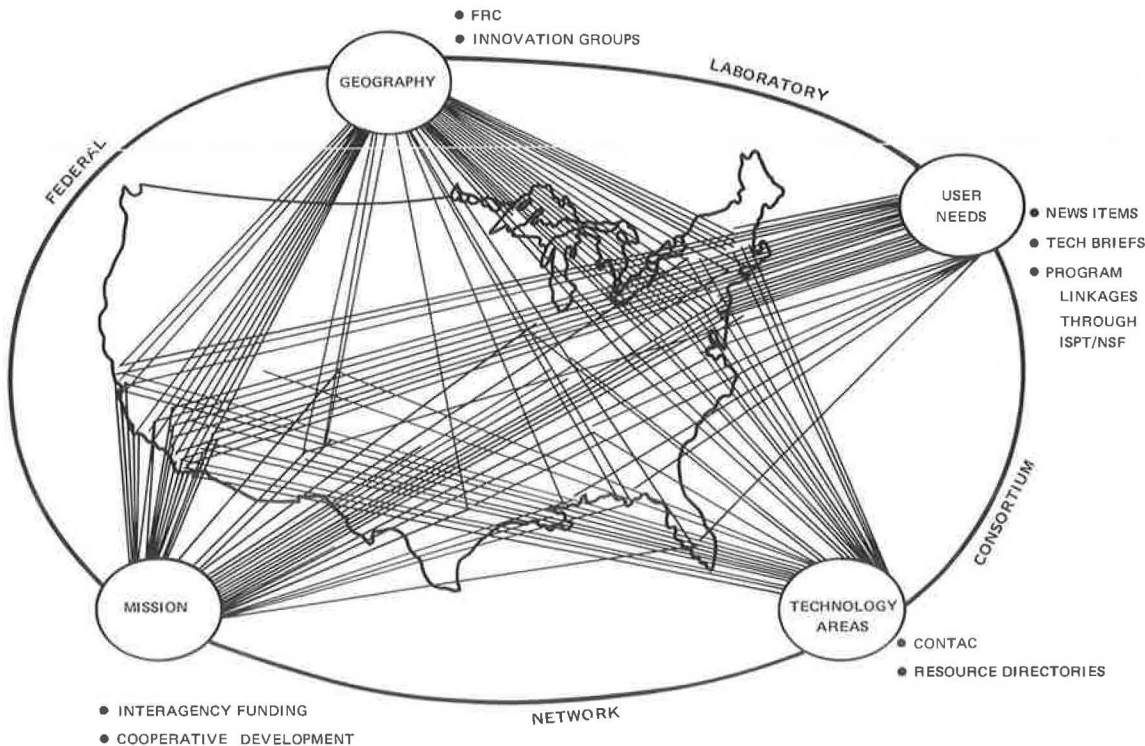 ● FRC
● INNOVATION GROUPS
GEOGRAPHY
LABORATORY
FEDERAL
USER
NEEDS
● NEWS ITEMS
● TECH BRIEFS
● PROGRAM
LINKAGES
THROUGH
ISPT/NSF
CONSORTIUM
MISSION
TECHNOLOGY
AREAS
● CONTAC
● RESOURCE DIRECTORIES
● INTERAGENCY FUNDING
NETWORK
● COOPERATIVE DEVELOPMENT